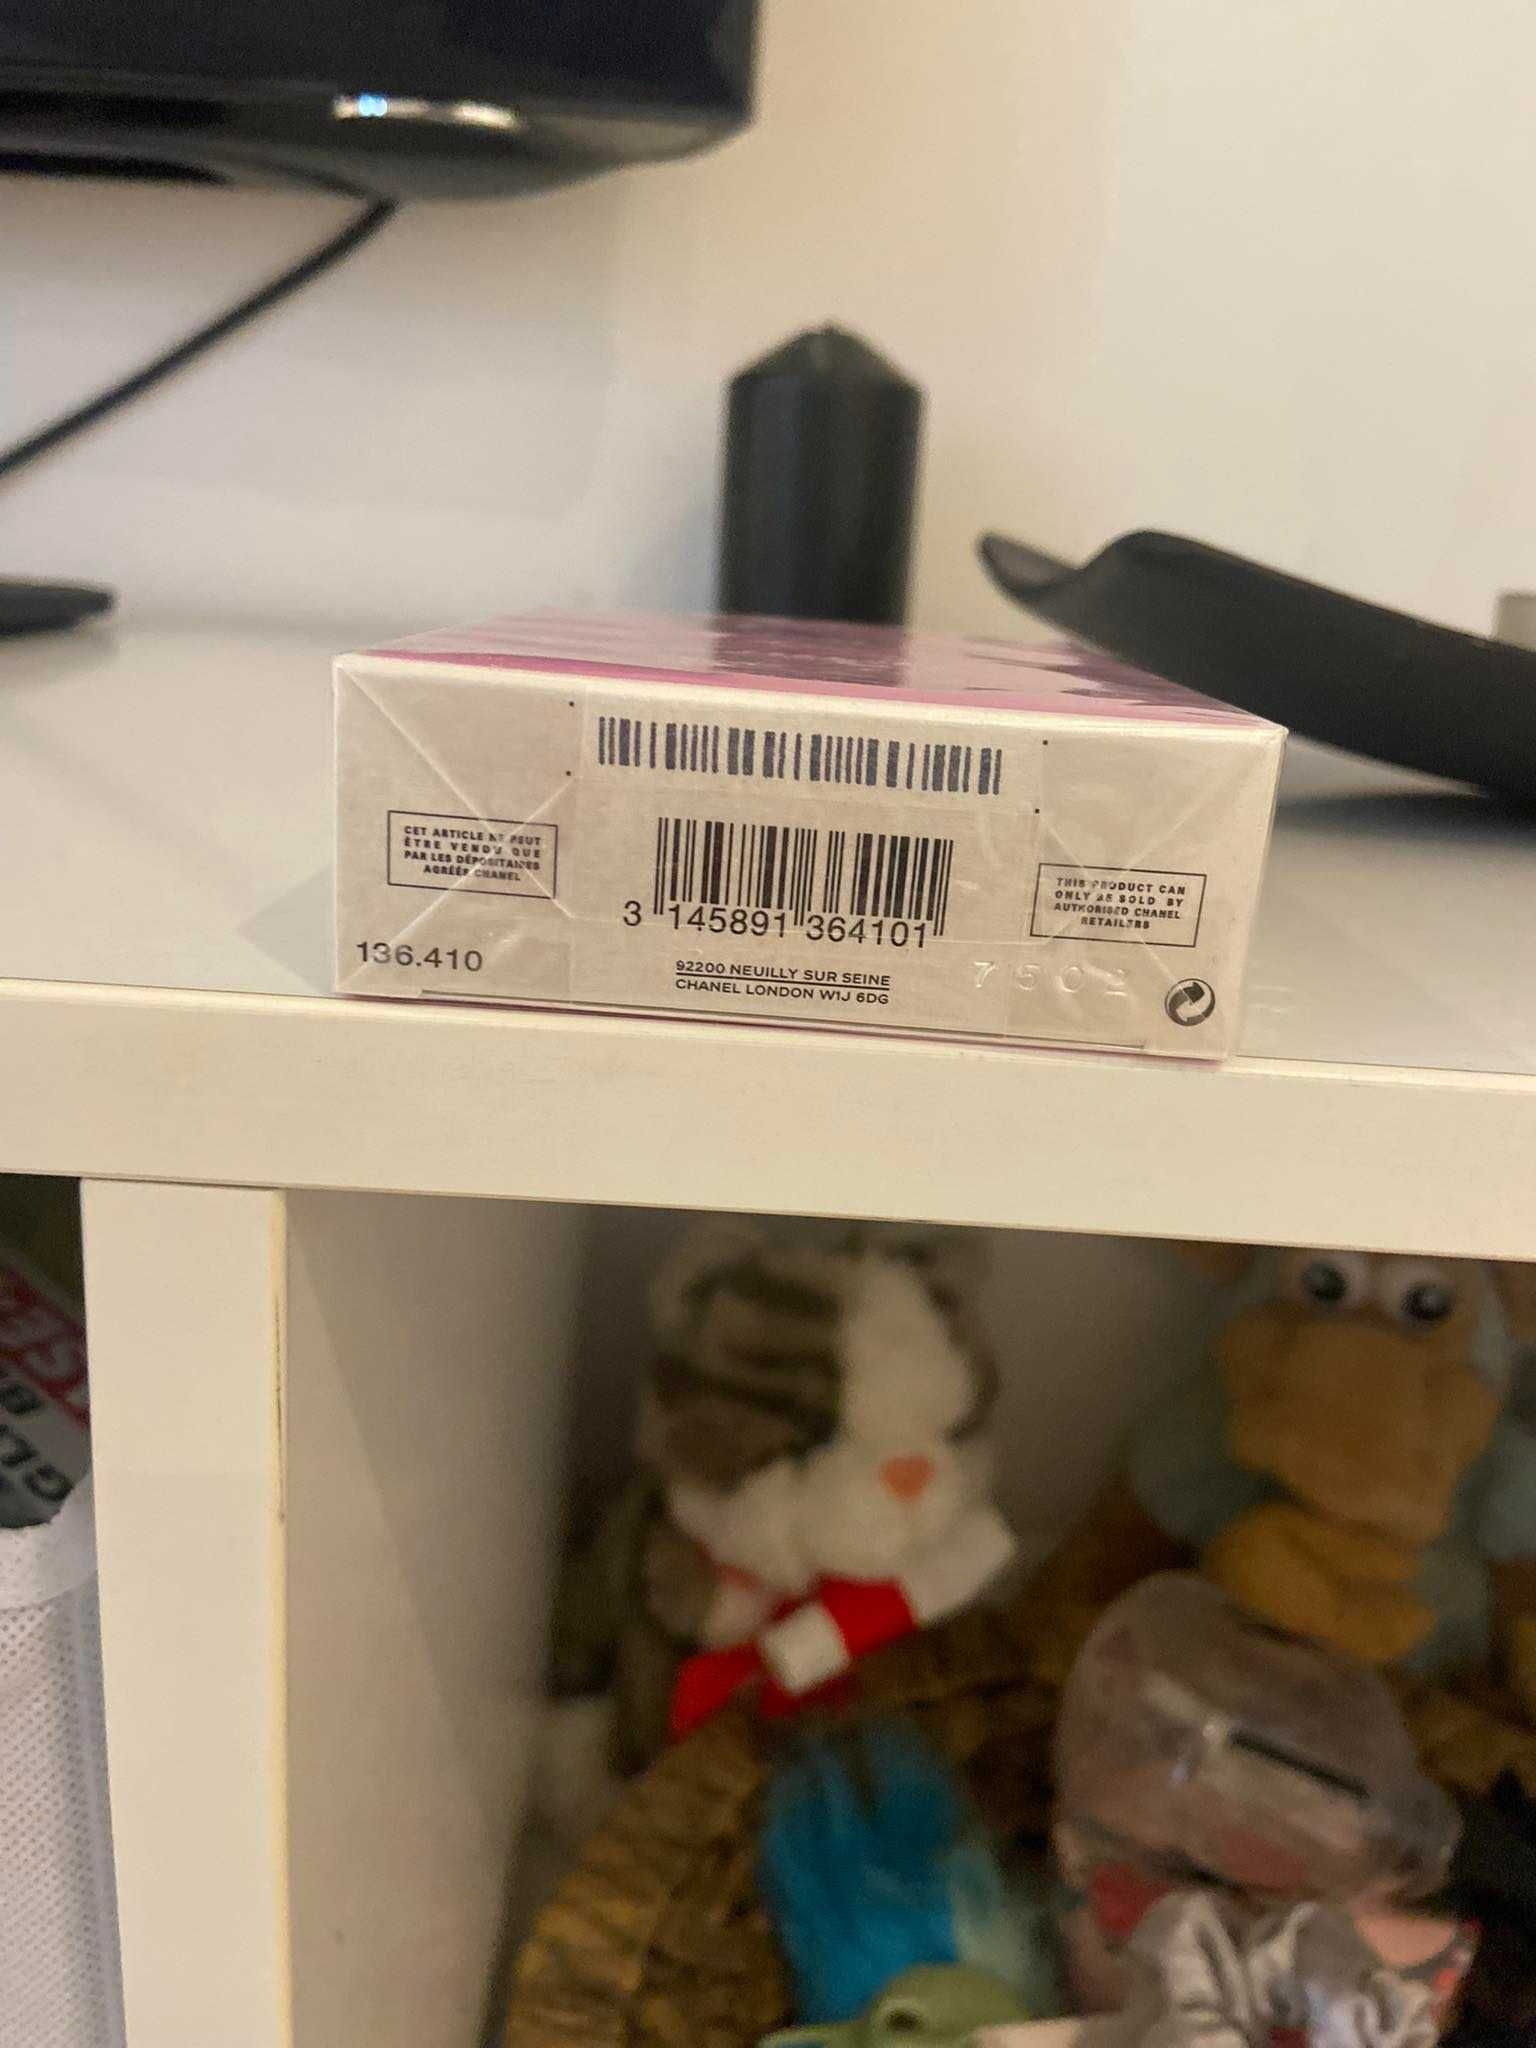 CET ARTICLE NE PEUT
ÊTRE VENDU QUE
PAR LES DÉPOSITAIRES
AGRÉÉS CHANEL
THIS PRODUCT CAN
ONLY BE SOLD BY
AUTHORISED CHANEL
RETAILERS
3 145891 364101
136.410
92200 NEUILLY SUR SEINE
CHANEL LONDON W1J 6DG